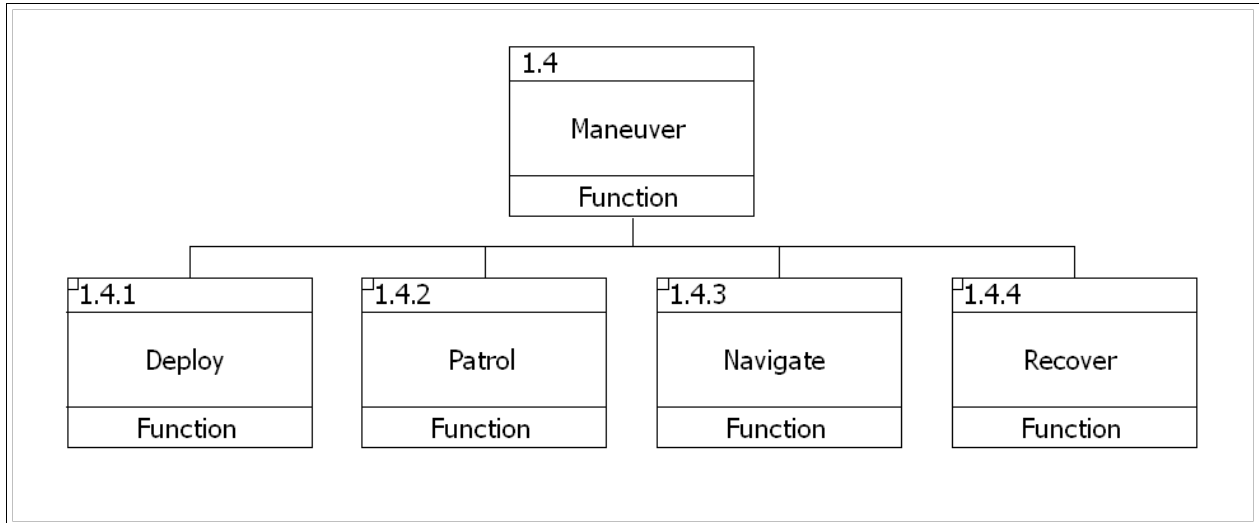 1.4
Maneuver
Function
1.4.1
Deploy
Function
1.4.2
Patrol
Function
1.4.3
Navigate
Function
1.4.4
Recover
Function